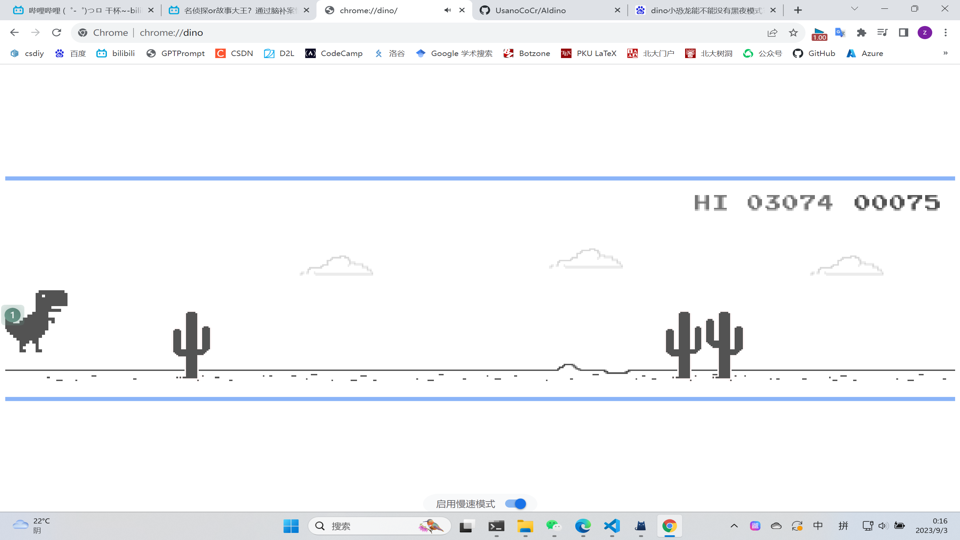 哔哩哔哩 (゜-゜)つロ 干杯~-bili
名侦探or故事大王？通过脑补案
chrome://dino/
UsanoCoCr/AIdino
dino小恐龙能不能没有黑夜模式
Chrome | chrome://dino
1.00
z
csdiy
百度
bilibili
GPTPrompt
CSDN
D2L
CodeCamp
洛谷
Google 学术搜索
Botzone
PKU LaTeX
北大门户
北大树洞
公众号
GitHub
Azure
»
HI 03074 00075
1
启用慢速模式
22°C
阴
搜索
中
拼
0:16
2023/9/3